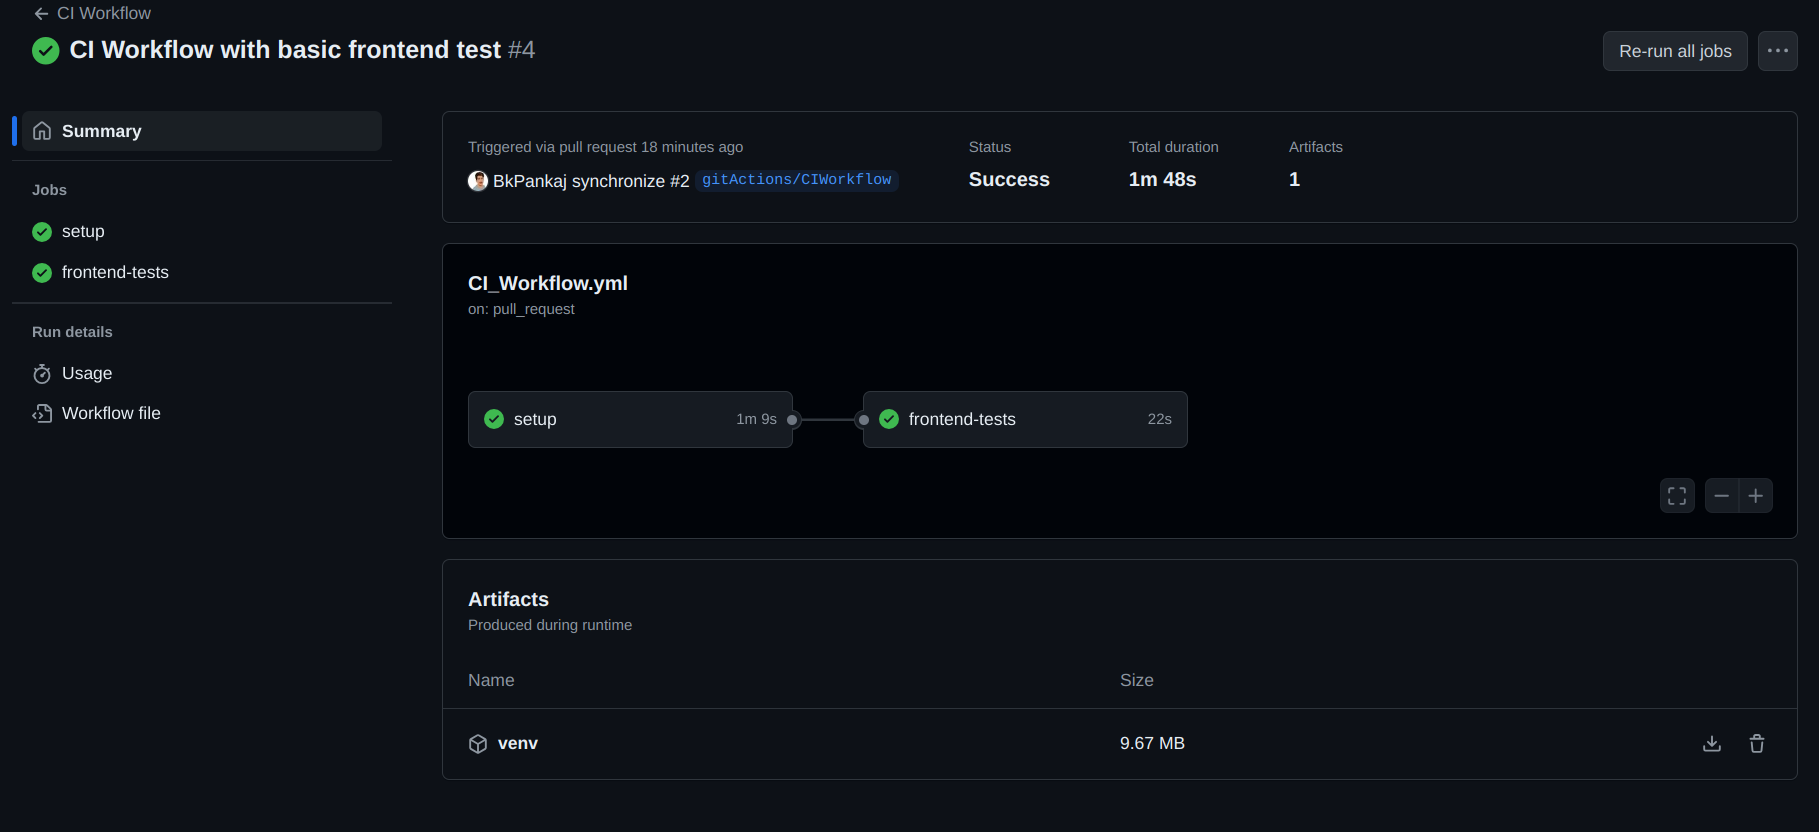 CI Workflow
CI Workflow with basic frontend test #4
Re-run all jobs
Summary
Jobs
setup
frontend-tests
Run details
Usage
Workflow file
Triggered via pull request 18 minutes ago
BkPankaj synchronize #2 gitActions/CIWorkflow
Status
Success
Total duration
1m 48s
Artifacts
1
CI_Workflow.yml
on: pull_request
setup 1m 9s
frontend-tests 22s
Artifacts
Produced during runtime
Name Size
venv 9.67 MB